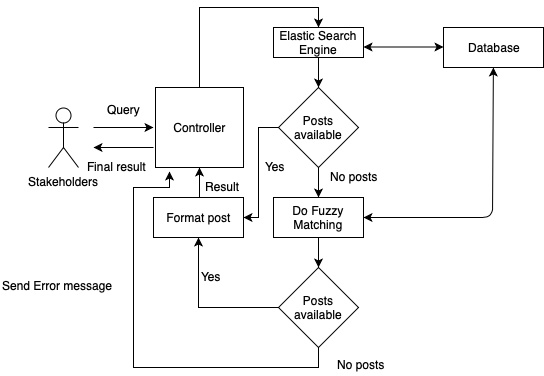 Elastic Search
Engine
Database
Query
Controller
Posts
available
Final result
Stakeholders
Yes
No posts
Result
Format post
Do Fuzzy
Matching
Yes
Send Error message
Posts
available
No posts